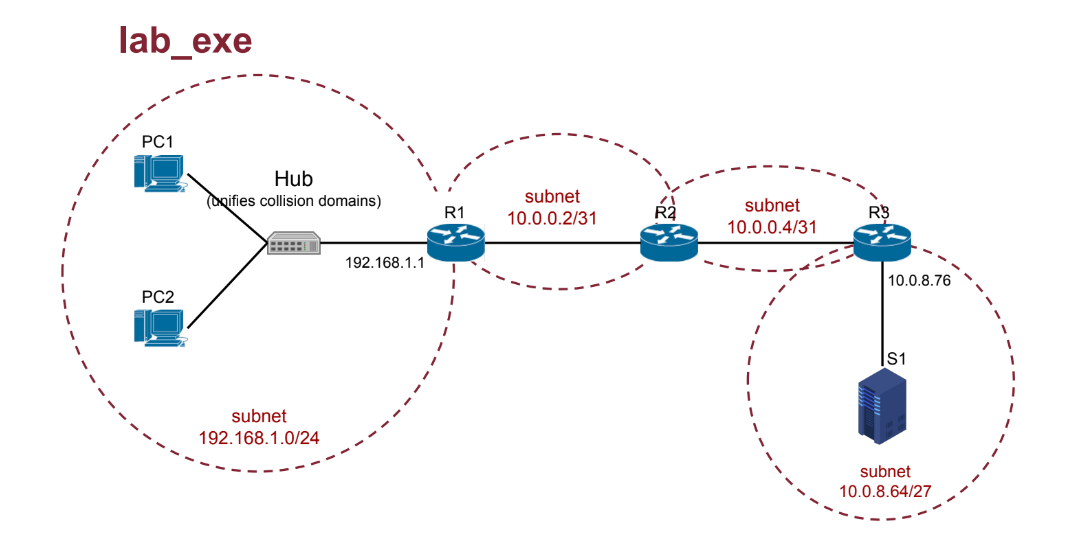 lab_exe
PC1
Hub
(unifies collision domains)
PC2
192.168.1.1
R1
subnet
10.0.0.2/31
R2
subnet
10.0.0.4/31
R3
10.0.8.76
S1
subnet
192.168.1.0/24
subnet
10.0.8.64/27